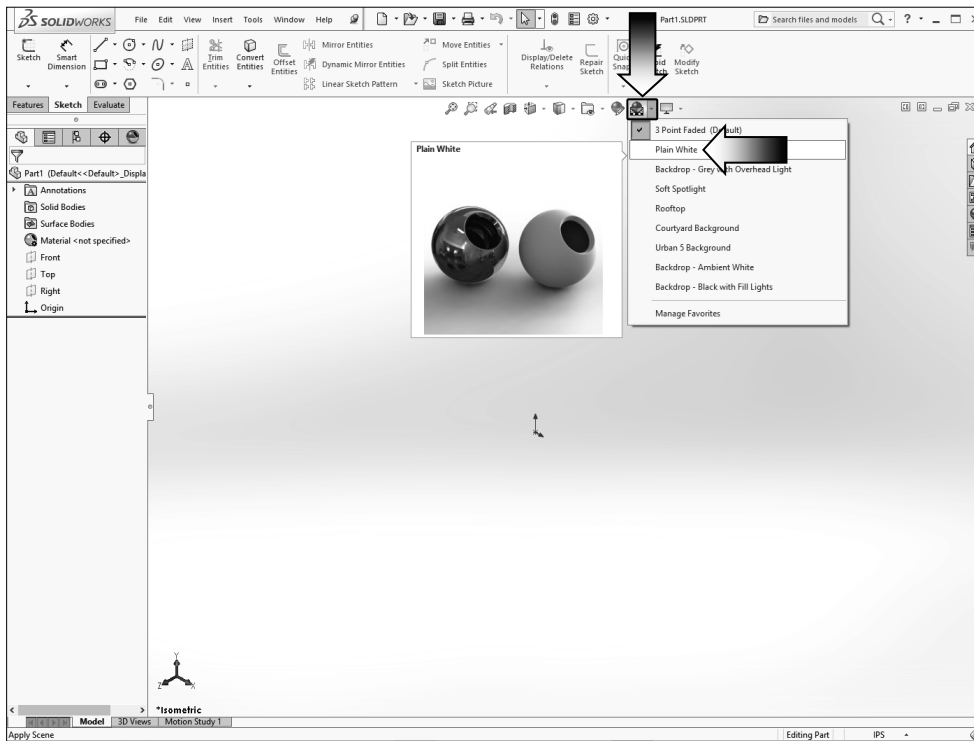 SOLIDWORKS File Edit View Insert Tools Window Help Part1.SLDPRT Search files and models ?
Sketch Smart Dimension Trim Entities Convert Entities Offset Entities Mirror Entities Dynamic Mirror Entities Linear Sketch Pattern Move Entities Split Entities Sketch Picture Display/Delete Relations Repair Sketch Modify Sketch
Features Sketch Evaluate
Part1 (Default<<Default>_Displa
Annotations
Solid Bodies
Surface Bodies
Material <not specified>
Front
Top
Right
Origin
Plain White
3 Point Faded
Plain White
Backdrop - Grey with Overhead Light
Soft Spotlight
Rooftop
Courtyard Background
Urban 5 Background
Backdrop - Ambient White
Backdrop - Black with Fill Lights
Manage Favorites
Y
Z X
*Isometric
Model 3D Views Motion Study 1
Apply Scene Editing Part IPS